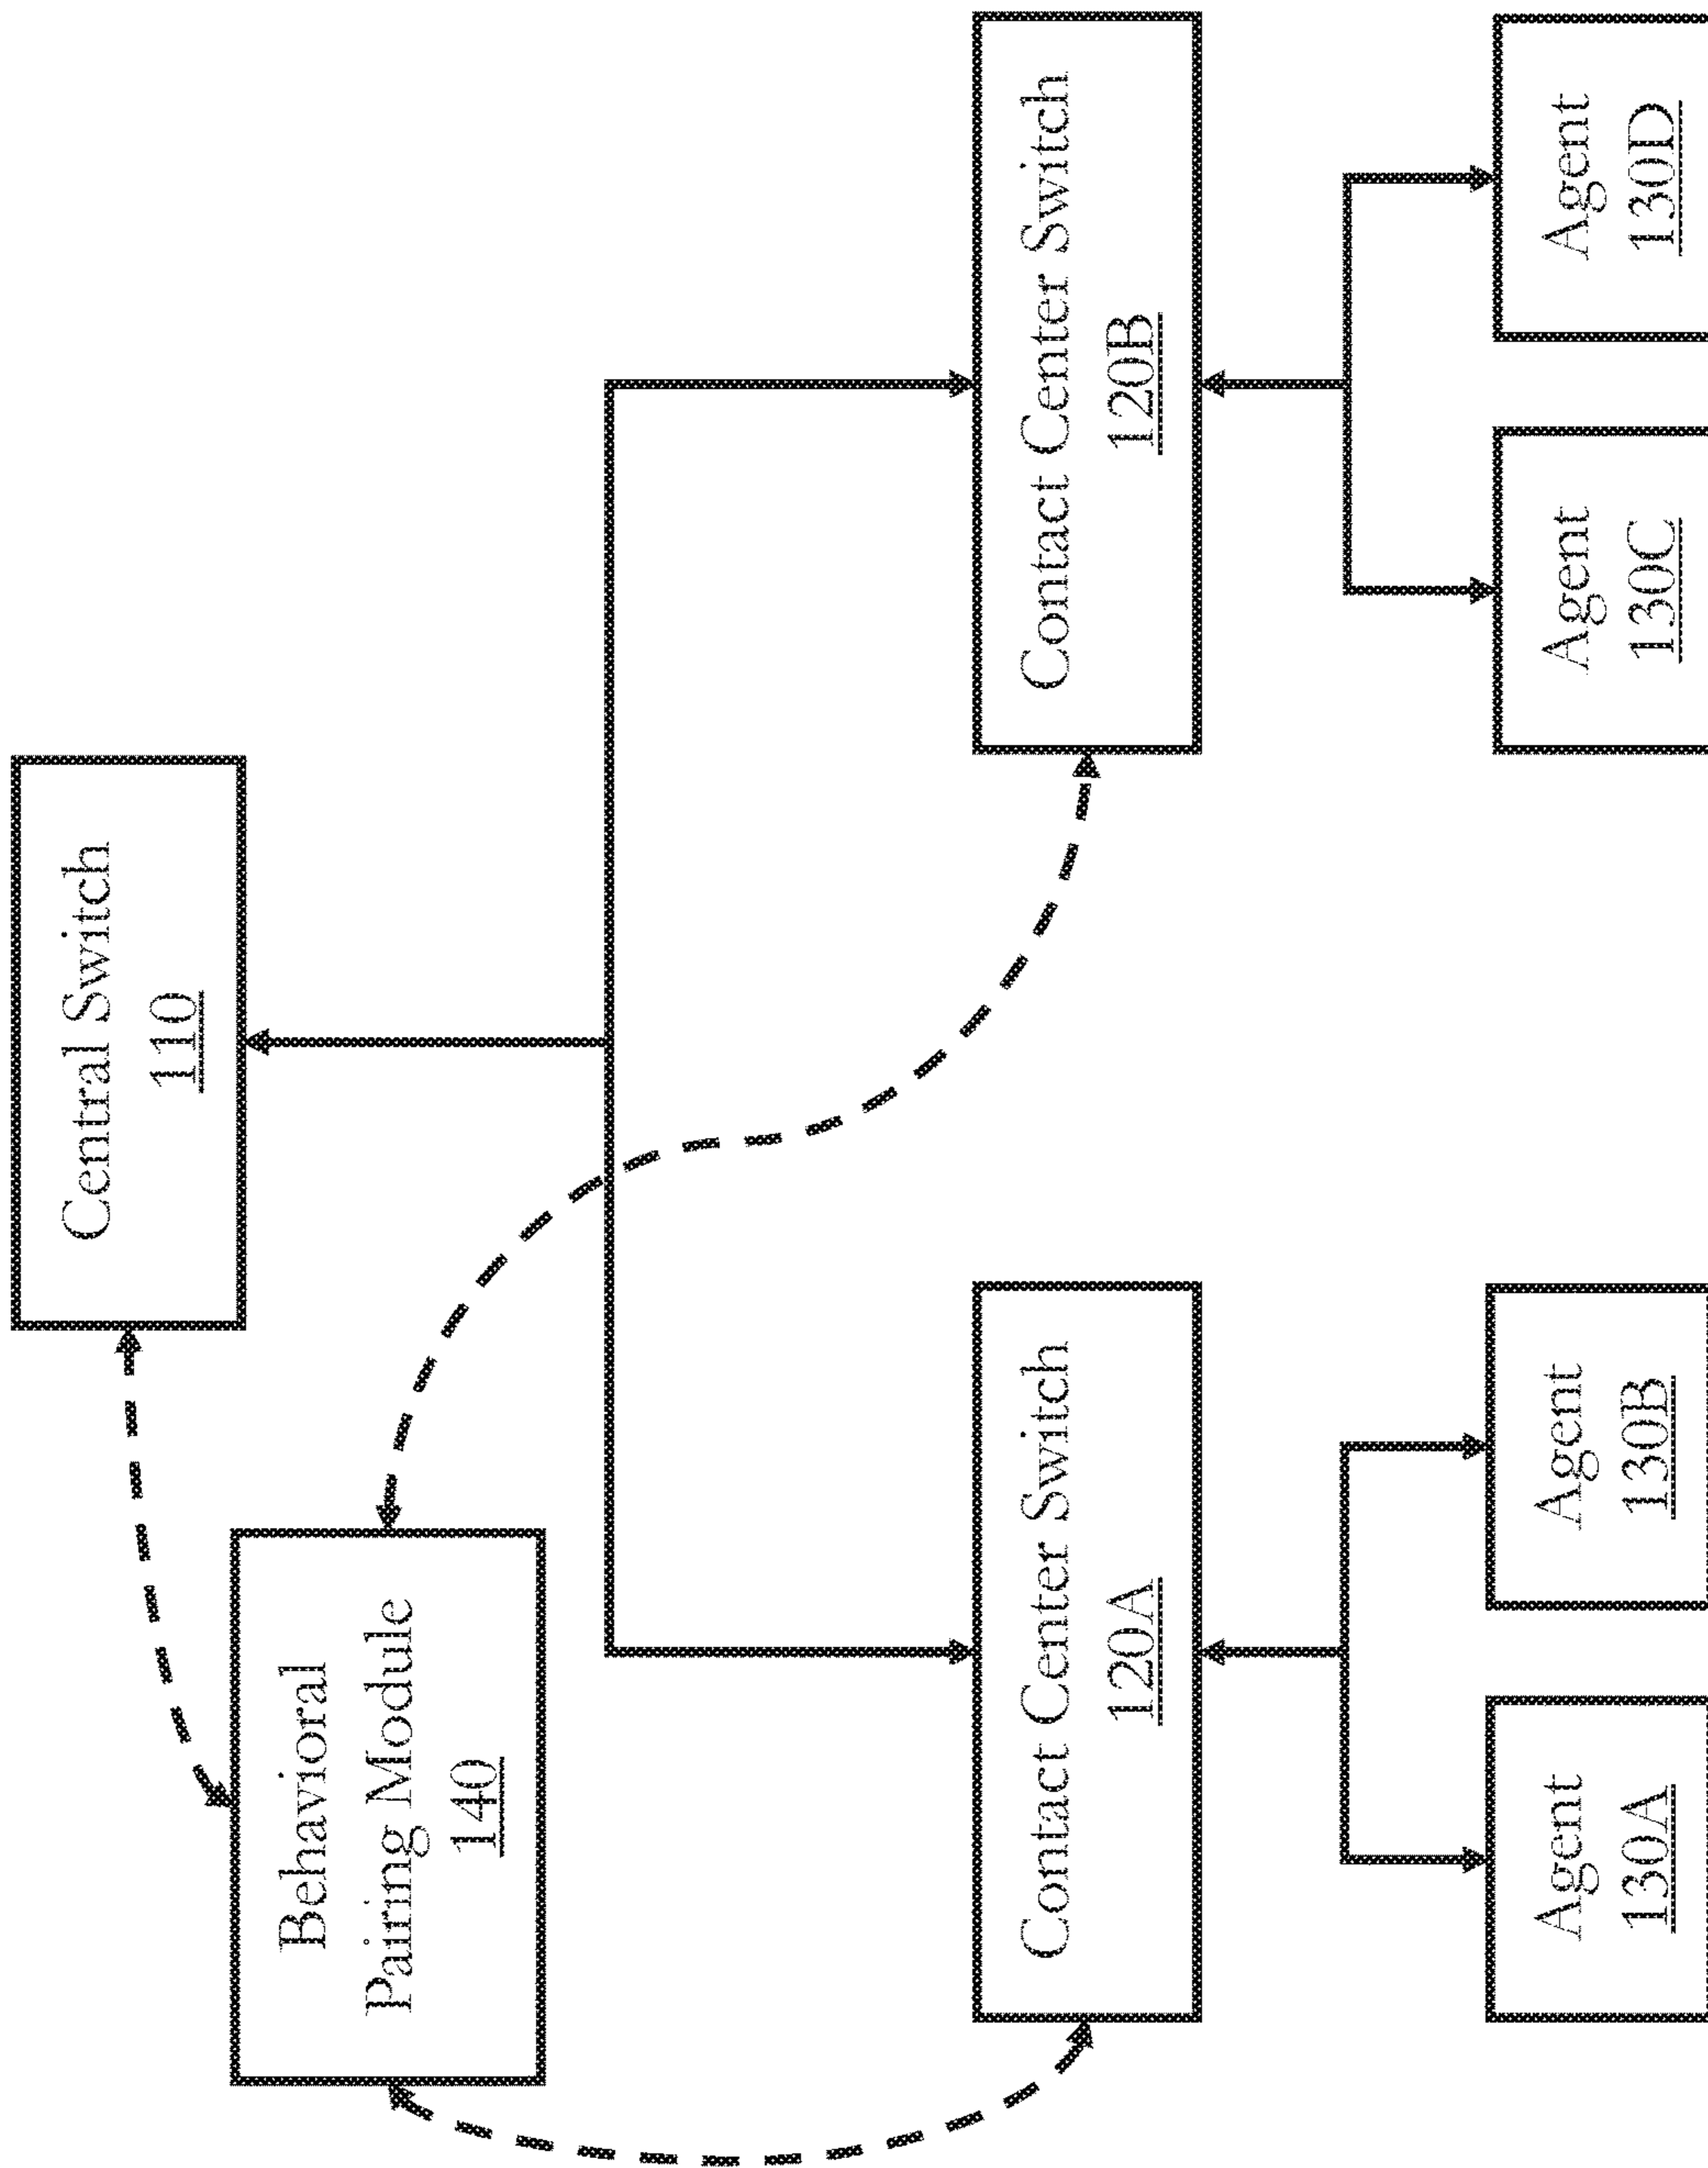 Central Switch
110
Behavioral
Pairing Module
140
Contact Center Switch
120A
Contact Center Switch
120B
Agent
130A
Agent
130B
Agent
130C
Agent
130D